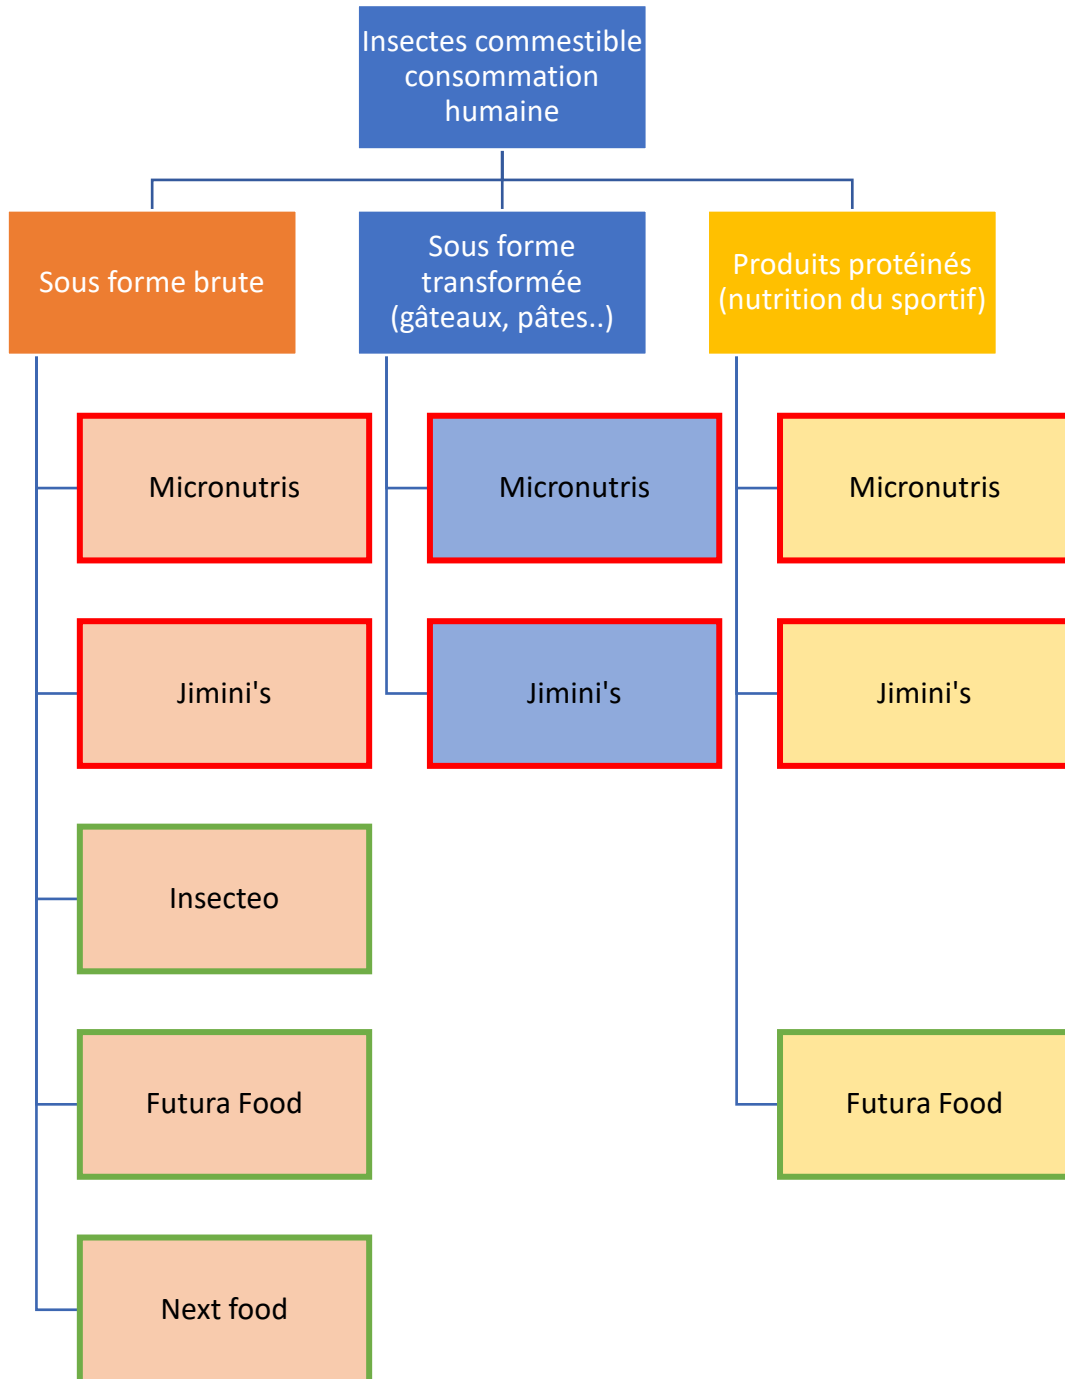 Insectes commestible
consommation
humaine
Sous forme brute
Sous forme
transformée
(gâteaux, pâtes..)
Produits protéinés
(nutrition du sportif)
Micronutris
Micronutris
Micronutris
Jimini's
Jimini's
Jimini's
Insecteo
Futura Food
Futura Food
Next food